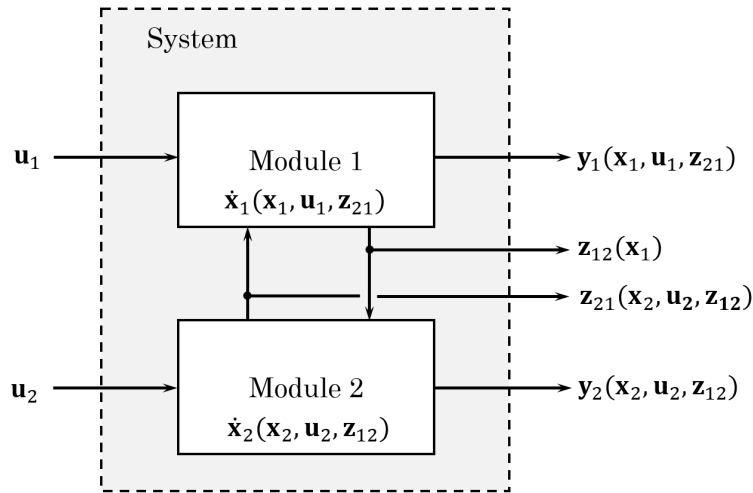 System
𝐮₁
Module 1
𝐱̇₁(𝐱₁, 𝐮₁, 𝐳₂₁)
𝐲₁(𝐱₁, 𝐮₁, 𝐳₂₁)
𝐳₁₂(𝐱₁)
𝐳₂₁(𝐱₂, 𝐮₂, 𝐳₁₂)
𝐮₂
Module 2
𝐱̇₂(𝐱₂, 𝐮₂, 𝐳₁₂)
𝐲₂(𝐱₂, 𝐮₂, 𝐳₁₂)